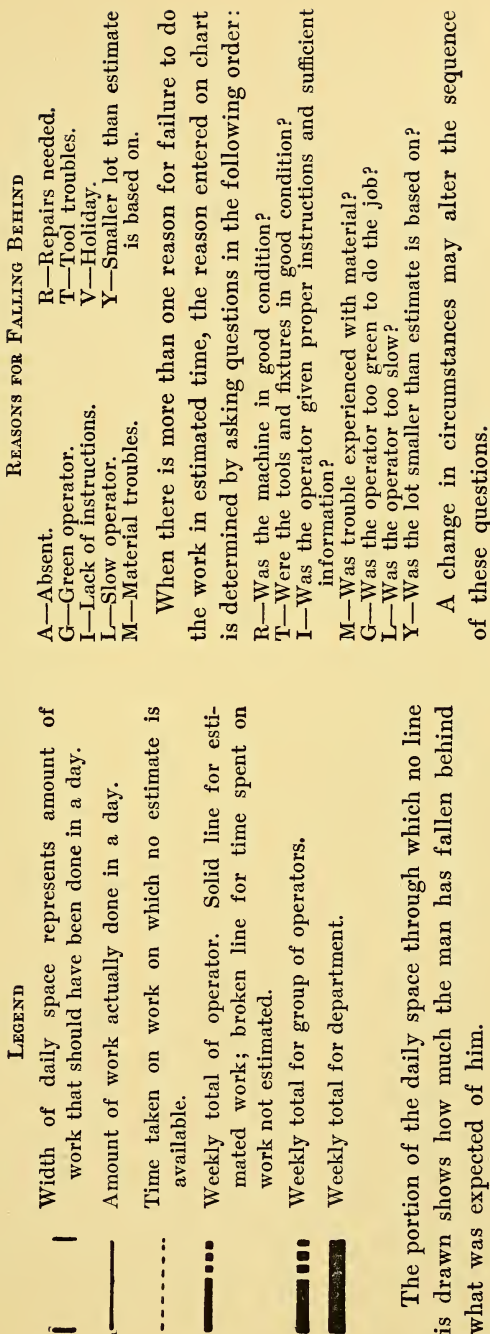 LEGEND
Width of daily space represents amount of
work that should have been done in a day.
Amount of work actually done in a day.
Time taken on work on which no estimate is
available.
Weekly total of operator. Solid line for esti-
mated work; broken line for time spent on
work not estimated.
Weekly total for group of operators.
Weekly total for department.
The portion of the daily space through which no line
is drawn shows how much the man has fallen behind
what was expected of him.
REASONS FOR FALLING BEHIND
A—Absent.
G—Green operator.
I—Lack of instructions.
L—Slow operator.
M—Material troubles.
R—Repairs needed.
T—Tool troubles.
V—Holiday.
Y—Smaller lot than estimate
is based on.
When there is more than one reason for failure to do
the work in estimated time, the reason entered on chart
is determined by asking questions in the following order:
R—Was the machine in good condition?
T—Were the tools and fixtures in good condition?
I—Was the operator given proper instructions and sufficient
information?
M—Was trouble experienced with material?
G—Was the operator too green to do the job?
L—Was the operator too slow?
Y—Was the lot smaller than estimate is based on?
A change in circumstances may alter the sequence
of these questions.